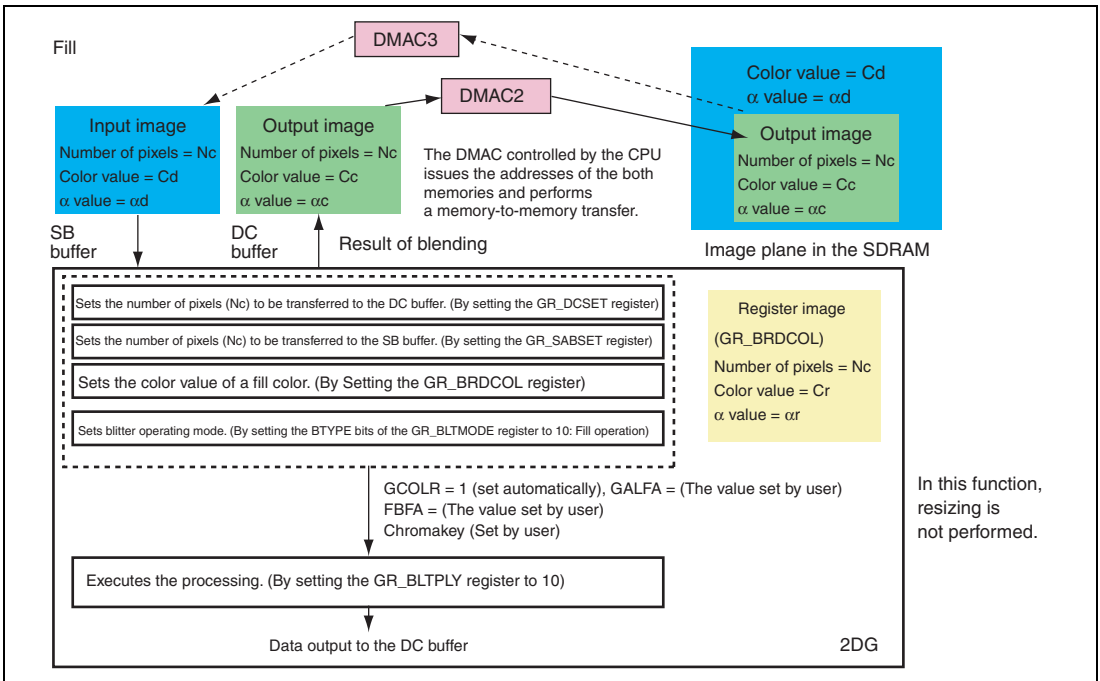 Fill
DMAC3
DMAC2
Color value = Cd
α value = αd
Input image
Number of pixels = Nc
Color value = Cd
α value = αd
Output image
Number of pixels = Nc
Color value = Cc
α value = αc
The DMAC controlled by the CPU
issues the addresses of the both
memories and performs
a memory-to-memory transfer.
Output image
Number of pixels = Nc
Color value = Cc
α value = αc
SB
buffer
DC
buffer
Result of blending
Image plane in the SDRAM
Sets the number of pixels (Nc) to be transferred to the DC buffer. (By setting the GR_DCSET register)
Sets the number of pixels (Nc) to be transferred to the SB buffer. (By setting the GR_SABSET register)
Sets the color value of a fill color. (By Setting the GR_BRDCOL register)
Sets blitter operating mode. (By setting the BTYPE bits of the GR_BLTMODE register to 10: Fill operation)
Register image
(GR_BRDCOL)
Number of pixels = Nc
Color value = Cr
α value = αr
GCOLR = 1 (set automatically), GALFA = (The value set by user)
FBFA = (The value set by user)
Chromakey (Set by user)
In this function,
resizing is
not performed.
Executes the processing. (By setting the GR_BLTPLY register to 10)
Data output to the DC buffer
2DG